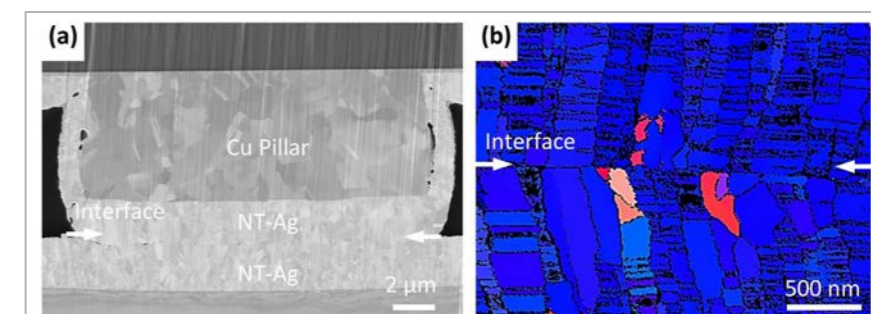 (a)
Cu Pillar
Interface
NT-Ag
NT-Ag
2 μm
(b)
Interface
500 nm